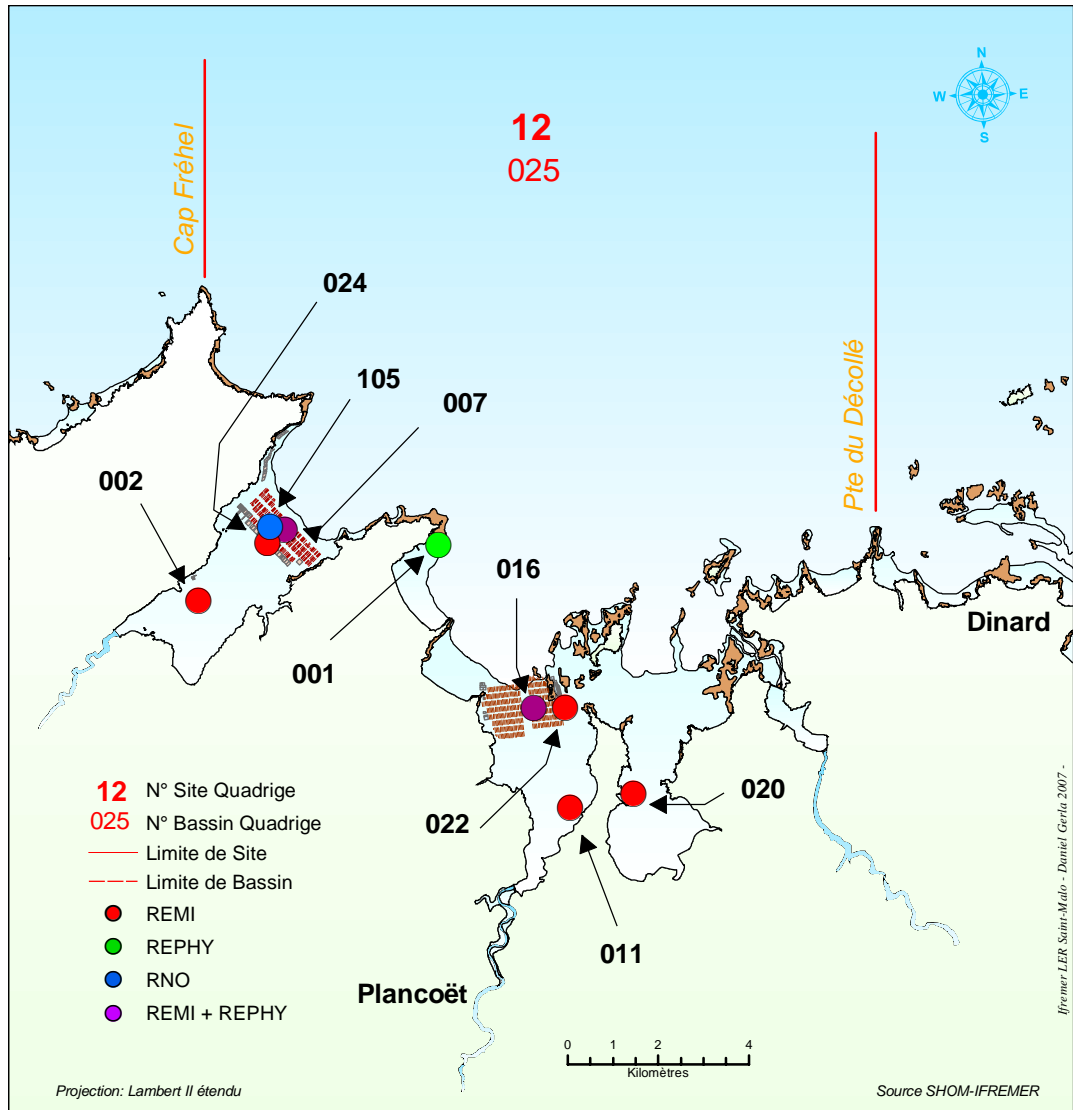 N
W
E
S
12
025
Cap Fréhel
Pte du Décollé
024
105
007
002
016
Dinard
001
12 N° Site Quadrige
025 N° Bassin Quadrige
Limite de Site
Limite de Bassin
REMI
REPHY
RNO
REMI + REPHY
022
020
011
Plancoët
0 1 2 4
Kilomètres
Ifremer LER Saint-Malo - Daniel Gerla 2007 -
Projection: Lambert II étendu
Source SHOM-IFREMER